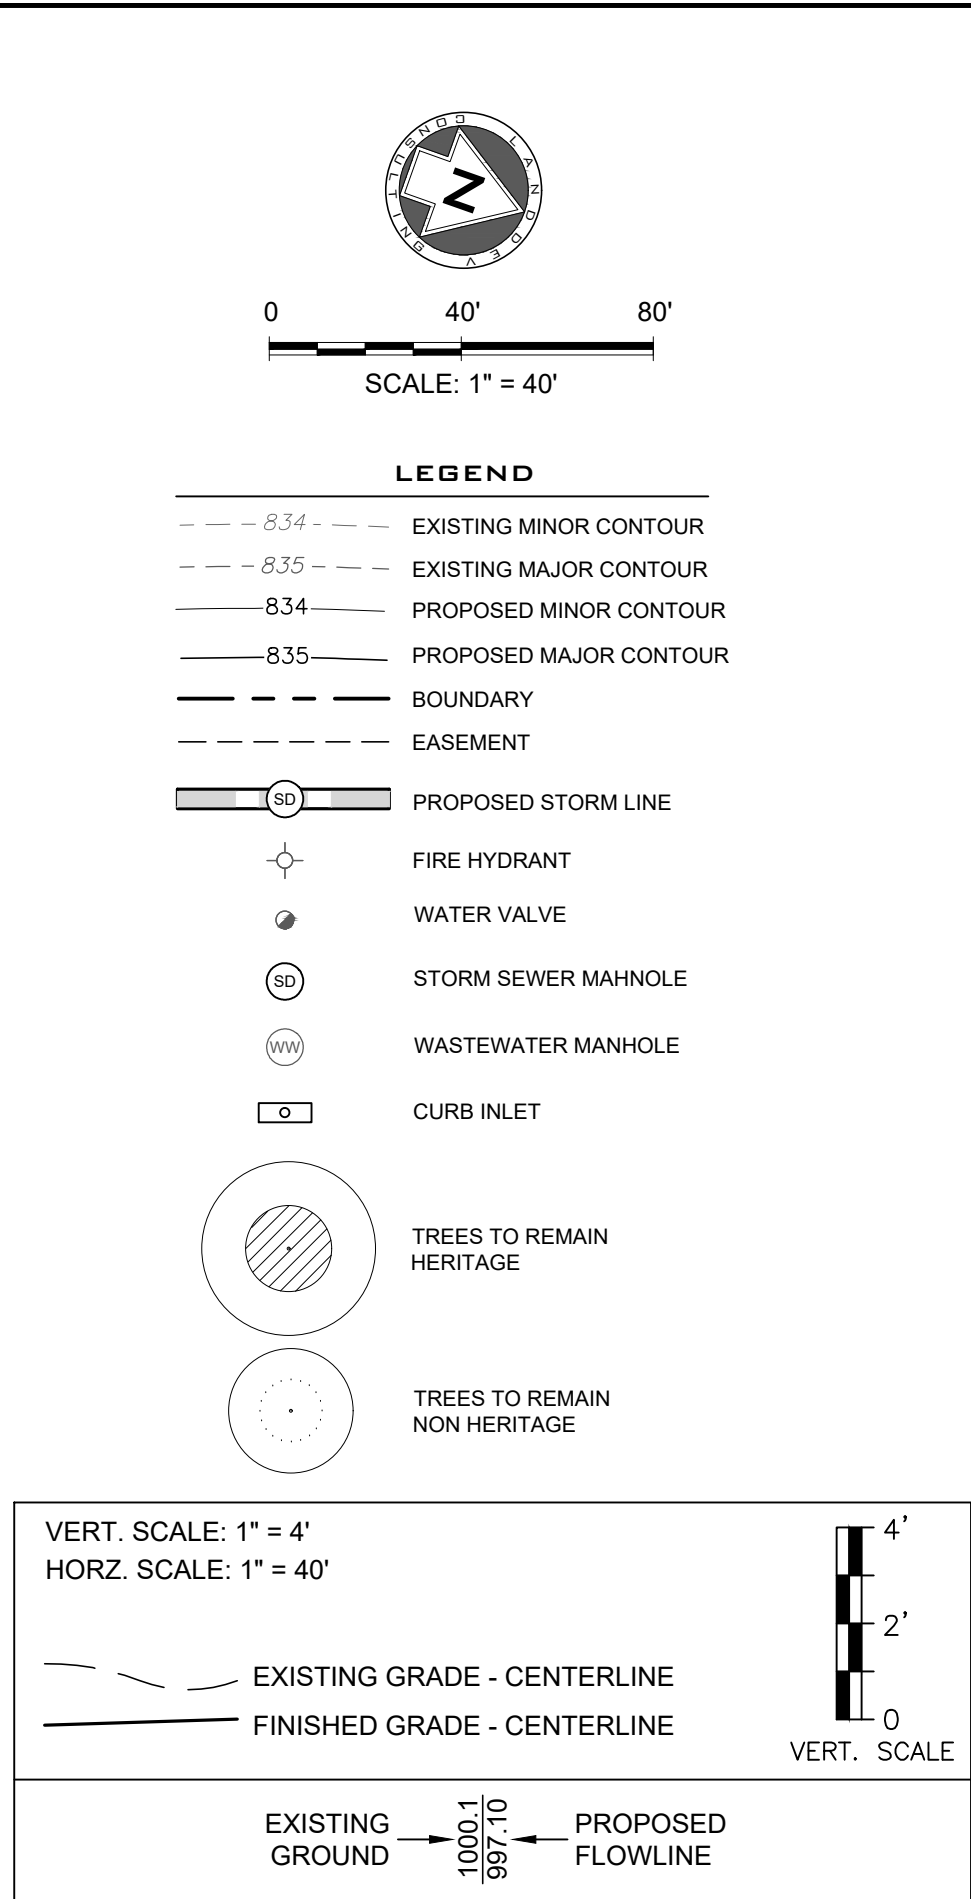 LANDDEV CONSULTING
N
0 40' 80'
SCALE: 1" = 40'
LEGEND
834 EXISTING MINOR CONTOUR
835 EXISTING MAJOR CONTOUR
834 PROPOSED MINOR CONTOUR
835 PROPOSED MAJOR CONTOUR
BOUNDARY
EASEMENT
SD PROPOSED STORM LINE
FIRE HYDRANT
WATER VALVE
SD STORM SEWER MAHNOLE
WW WASTEWATER MANHOLE
CURB INLET
TREES TO REMAIN
HERITAGE
TREES TO REMAIN
NON HERITAGE
VERT. SCALE: 1" = 4'
HORZ. SCALE: 1" = 40'
4'
2'
0
VERT. SCALE
EXISTING GRADE - CENTERLINE
FINISHED GRADE - CENTERLINE
EXISTING
GROUND
1000.1
997.10
PROPOSED
FLOWLINE